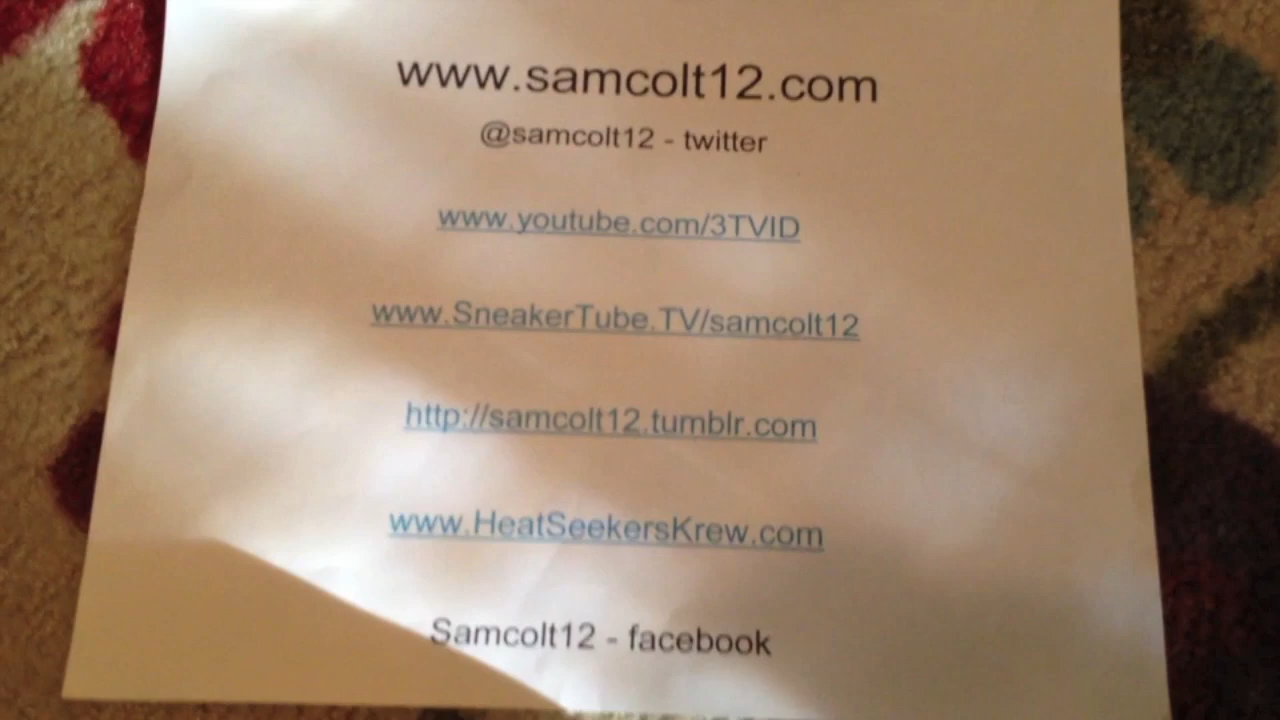 www.samcolt12.com
@samcolt12 - twitter
www.youtube.com/3TVID
www.SneakerTube.TV/samcolt12
http://samcolt12.tumblr.com
www.HeatSeekersKrew.com
Samcolt12 - facebook